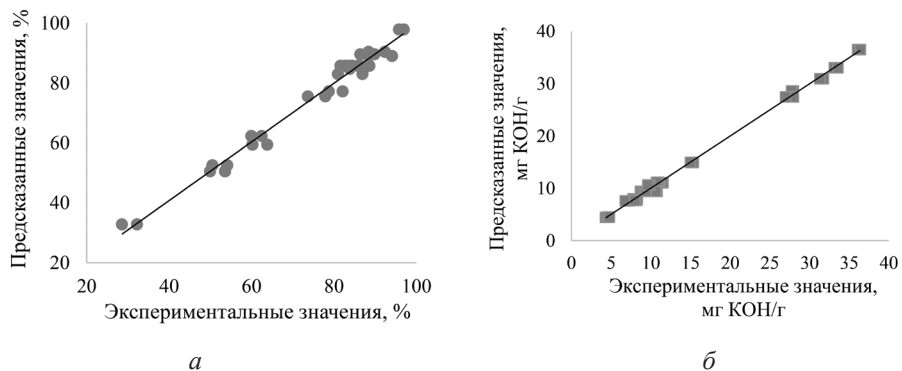 Предсказанные значения, %
100
80
60
40
20
20 40 60 80 100
Экспериментальные значения, %
а
Предсказанные значения,
мг КОН/г
40
30
20
10
0
0 5 10 15 20 25 30 35 40
Экспериментальные значения,
мг КОН/г
б